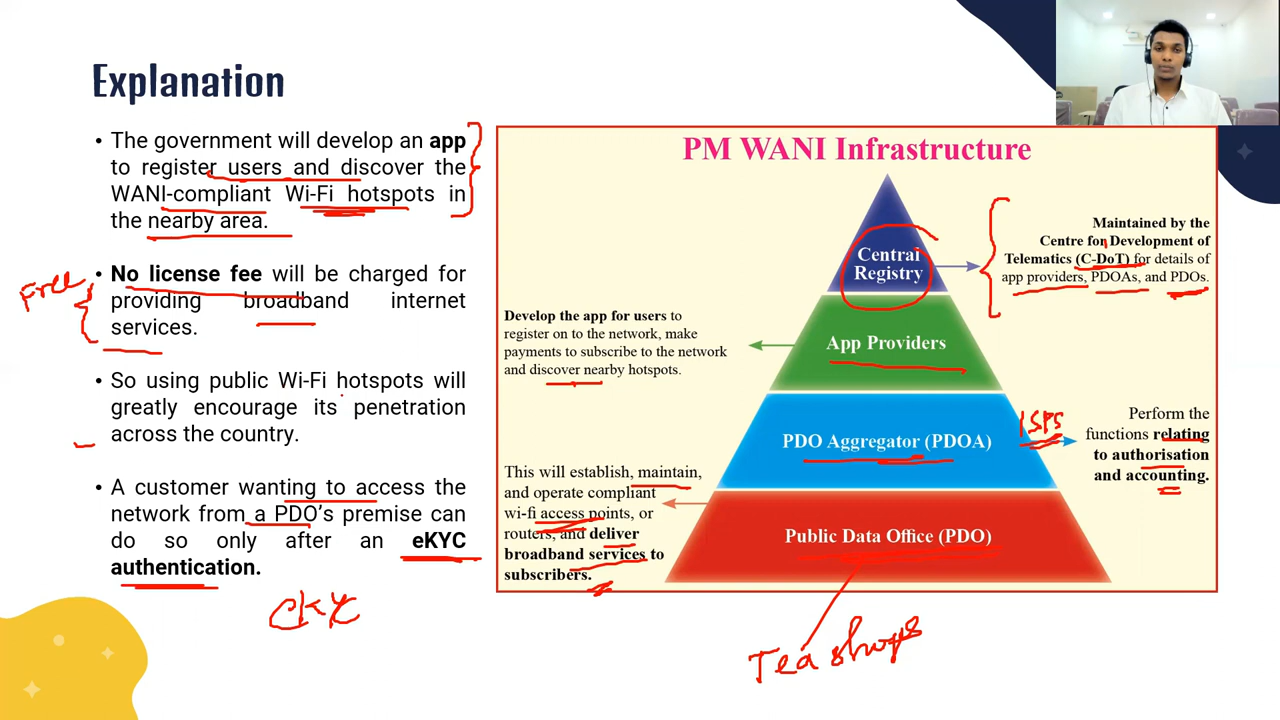 Explanation
• The government will develop an app
to register users and discover the
WANI-compliant Wi-Fi hotspots in
the nearby area.
Free
• No license fee will be charged for
providing broadband internet
services.
• So using public Wi-Fi hotspots will
greatly encourage its penetration
across the country.
• A customer wanting to access the
network from a PDO's premise can
do so only after an eKYC
authentication.
PM WANI Infrastructure
Central
Registry
Maintained by the
Centre for Development of
Telematics (C-DoT) for details of
app providers, PDOAs, and PDOs.
Develop the app for users to
register on to the network, make
payments to subscribe to the network
and discover nearby hotspots.
App Providers
PDO Aggregator (PDOA)
ISPS
Perform the
functions relating
to authorisation
and accounting.
This will establish, maintain,
and operate compliant
wi-fi access points, or
routers, and deliver
broadband services to
subscribers.
Public Data Office (PDO)
Tea shops